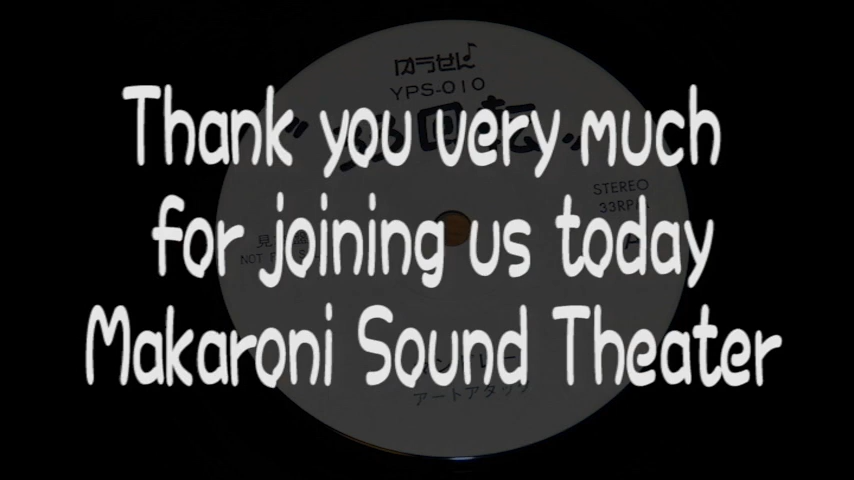 ゆうせん
YPS-010
Thank you very much
STEREO
33RPM
for joining us today
Makaroni Sound Theater
アートアタック